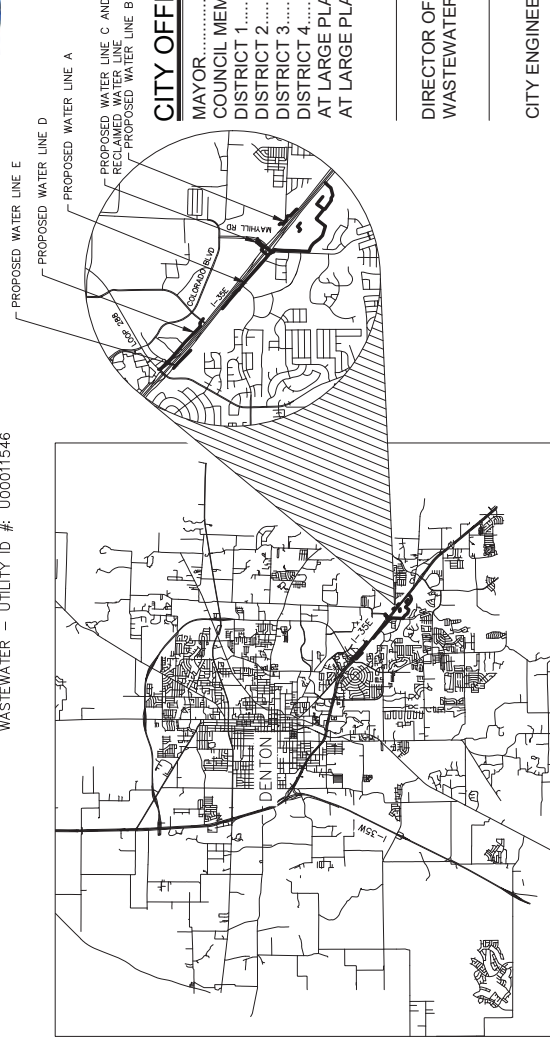 WASTEWATER - UTILITY ID #: U00011546
PROPOSED WATER LINE E
PROPOSED WATER LINE D
PROPOSED WATER LINE A
PROPOSED WATER LINE C AND
RECLAIMED WATER LINE
PROPOSED WATER LINE B
LOOP 288
COLORADO BLVD
I-35E
MAYHILL RD
DENTON
I-35E
I-35W
CITY OFFI
MAYOR..........
COUNCIL MEM
DISTRICT 1.....
DISTRICT 2.....
DISTRICT 3.....
DISTRICT 4.....
AT LARGE PLA
AT LARGE PLA
DIRECTOR OF
WASTEWATER
CITY ENGINEE